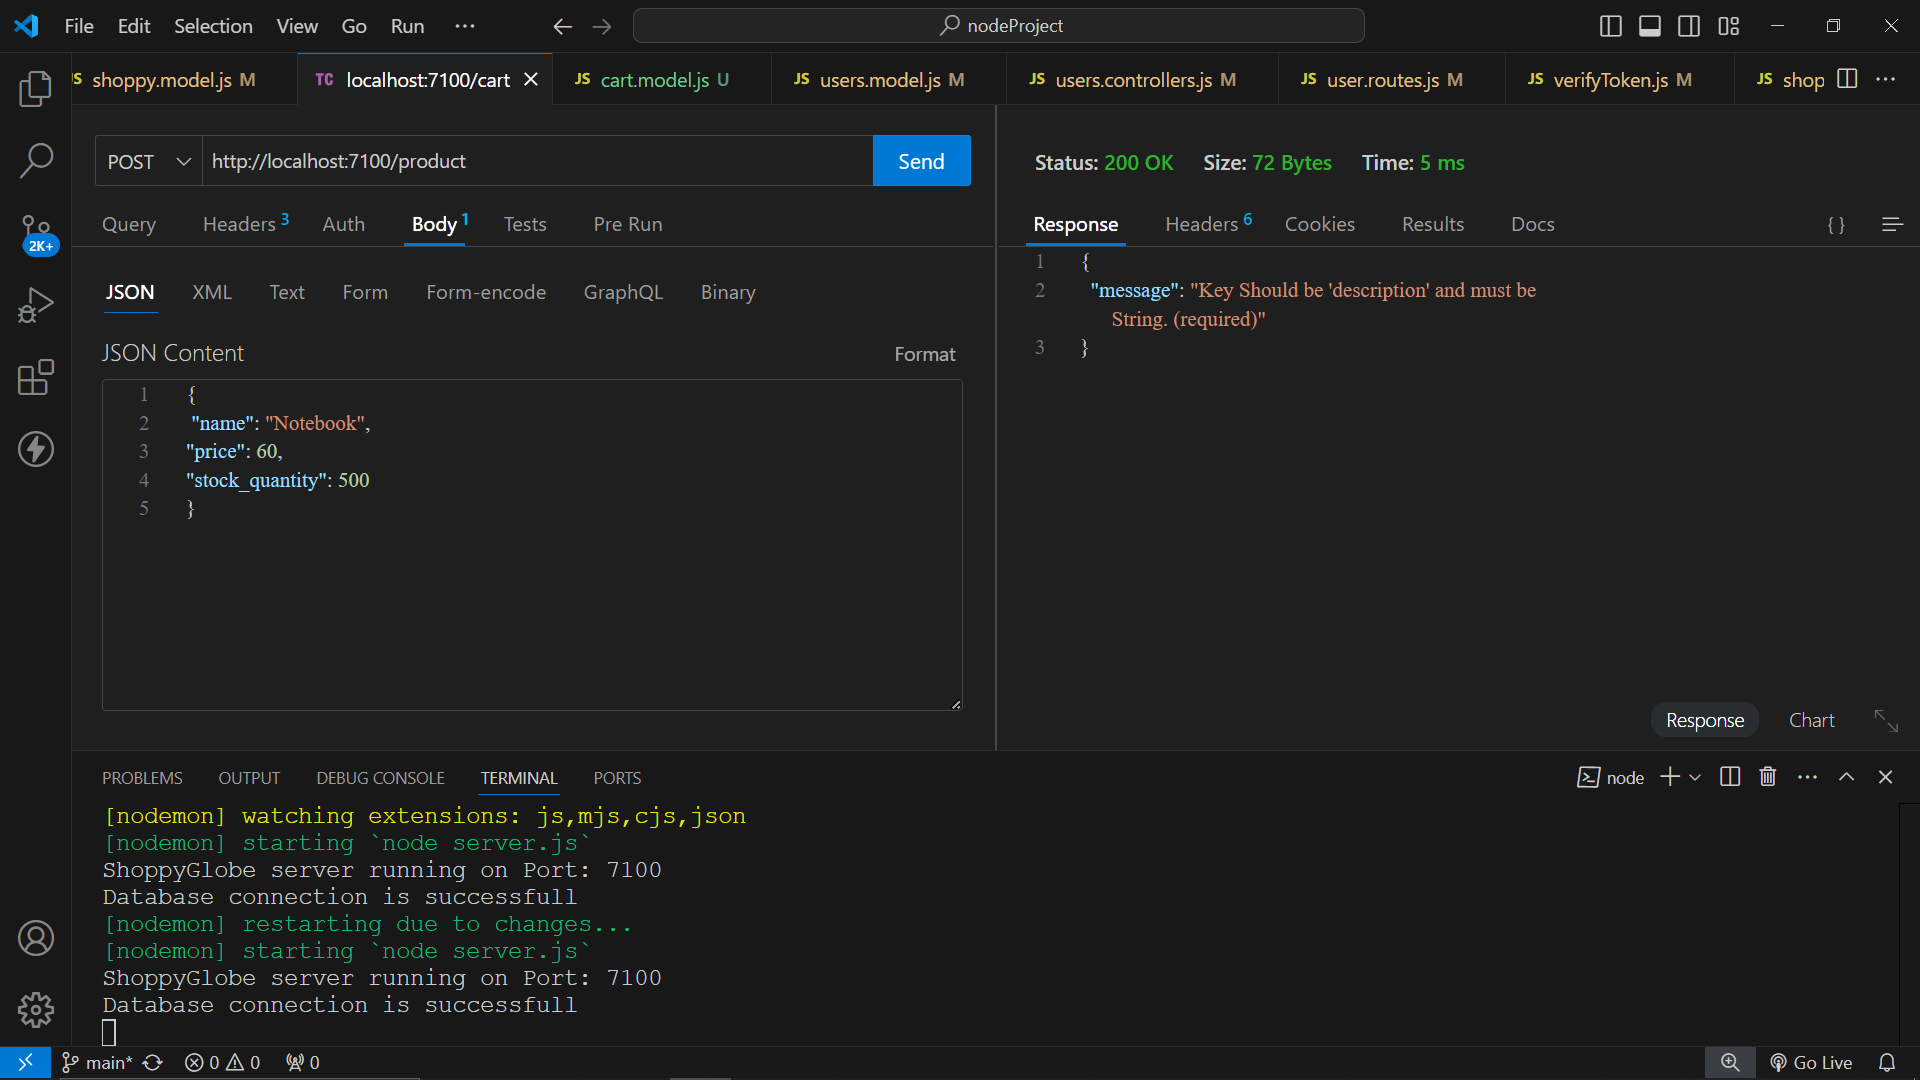 File Edit Selection View Go Run ··· nodeProject
JS shoppy.model.js M TC localhost:7100/cart JS cart.model.js U JS users.model.js M JS users.controllers.js M JS user.routes.js M JS verifyToken.js M JS shop
POST http://localhost:7100/product Send
Query Headers 3 Auth Body 1 Tests Pre Run
JSON XML Text Form Form-encode GraphQL Binary
JSON Content Format
1 {
2 "name": "Notebook",
3 "price": 60,
4 "stock_quantity": 500
5 }
Status: 200 OK Size: 72 Bytes Time: 5 ms
Response Headers 6 Cookies Results Docs { }
1 {
2 "message": "Key Should be 'description' and must be
String. (required)"
3 }
Response Chart
2K+
PROBLEMS OUTPUT DEBUG CONSOLE TERMINAL PORTS node
[nodemon] watching extensions: js,mjs,cjs,json
[nodemon] starting `node server.js`
ShoppyGlobe server running on Port: 7100
Database connection is successfull
[nodemon] restarting due to changes...
[nodemon] starting `node server.js`
ShoppyGlobe server running on Port: 7100
Database connection is successfull
main* 0 0 0 Go Live